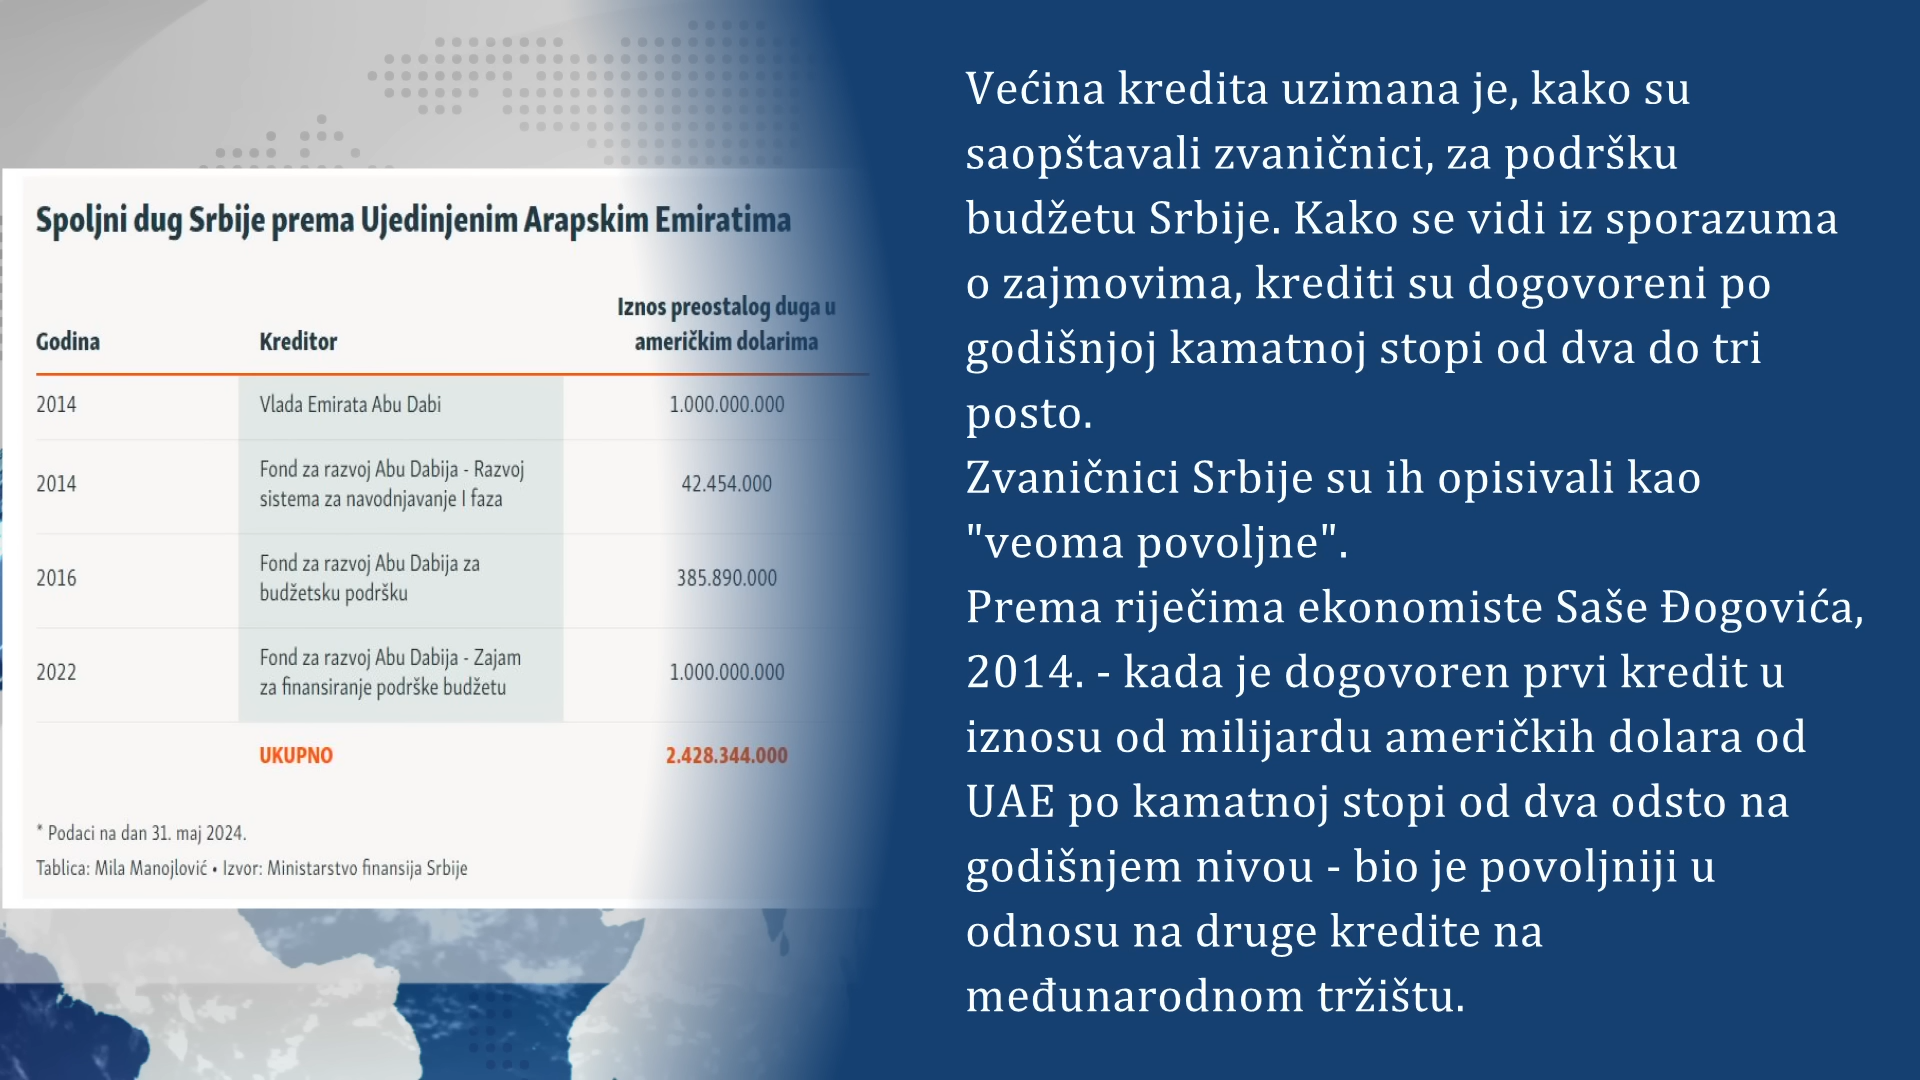 Spoljni dug Srbije prema Ujedinjenim Arapskim Emiratima
Godina Kreditor Iznos preostalog duga u
američkim dolarima
2014 Vlada Emirata Abu Dabi 1.000.000.000
2014 Fond za razvoj Abu Dabija - Razvoj
sistema za navodnjavanje I faza 42.454.000
2016 Fond za razvoj Abu Dabija za
budžetsku podršku 385.890.000
2022 Fond za razvoj Abu Dabija - Zajam
za finansiranje podrške budžetu 1.000.000.000
UKUPNO 2.428.344.000
* Podaci na dan 31. maj 2024.
Tablica: Mila Manojlović • Izvor: Ministarstvo finansija Srbije
Većina kredita uzimana je, kako su
saopštavali zvaničnici, za podršku
budžetu Srbije. Kako se vidi iz sporazuma
o zajmovima, krediti su dogovoreni po
godišnjoj kamatnoj stopi od dva do tri
posto.
Zvaničnici Srbije su ih opisivali kao
"veoma povoljne".
Prema riječima ekonomiste Saše Đogovića,
2014. - kada je dogovoren prvi kredit u
iznosu od milijardu američkih dolara od
UAE po kamatnoj stopi od dva odsto na
godišnjem nivou - bio je povoljniji u
odnosu na druge kredite na
međunarodnom tržištu.